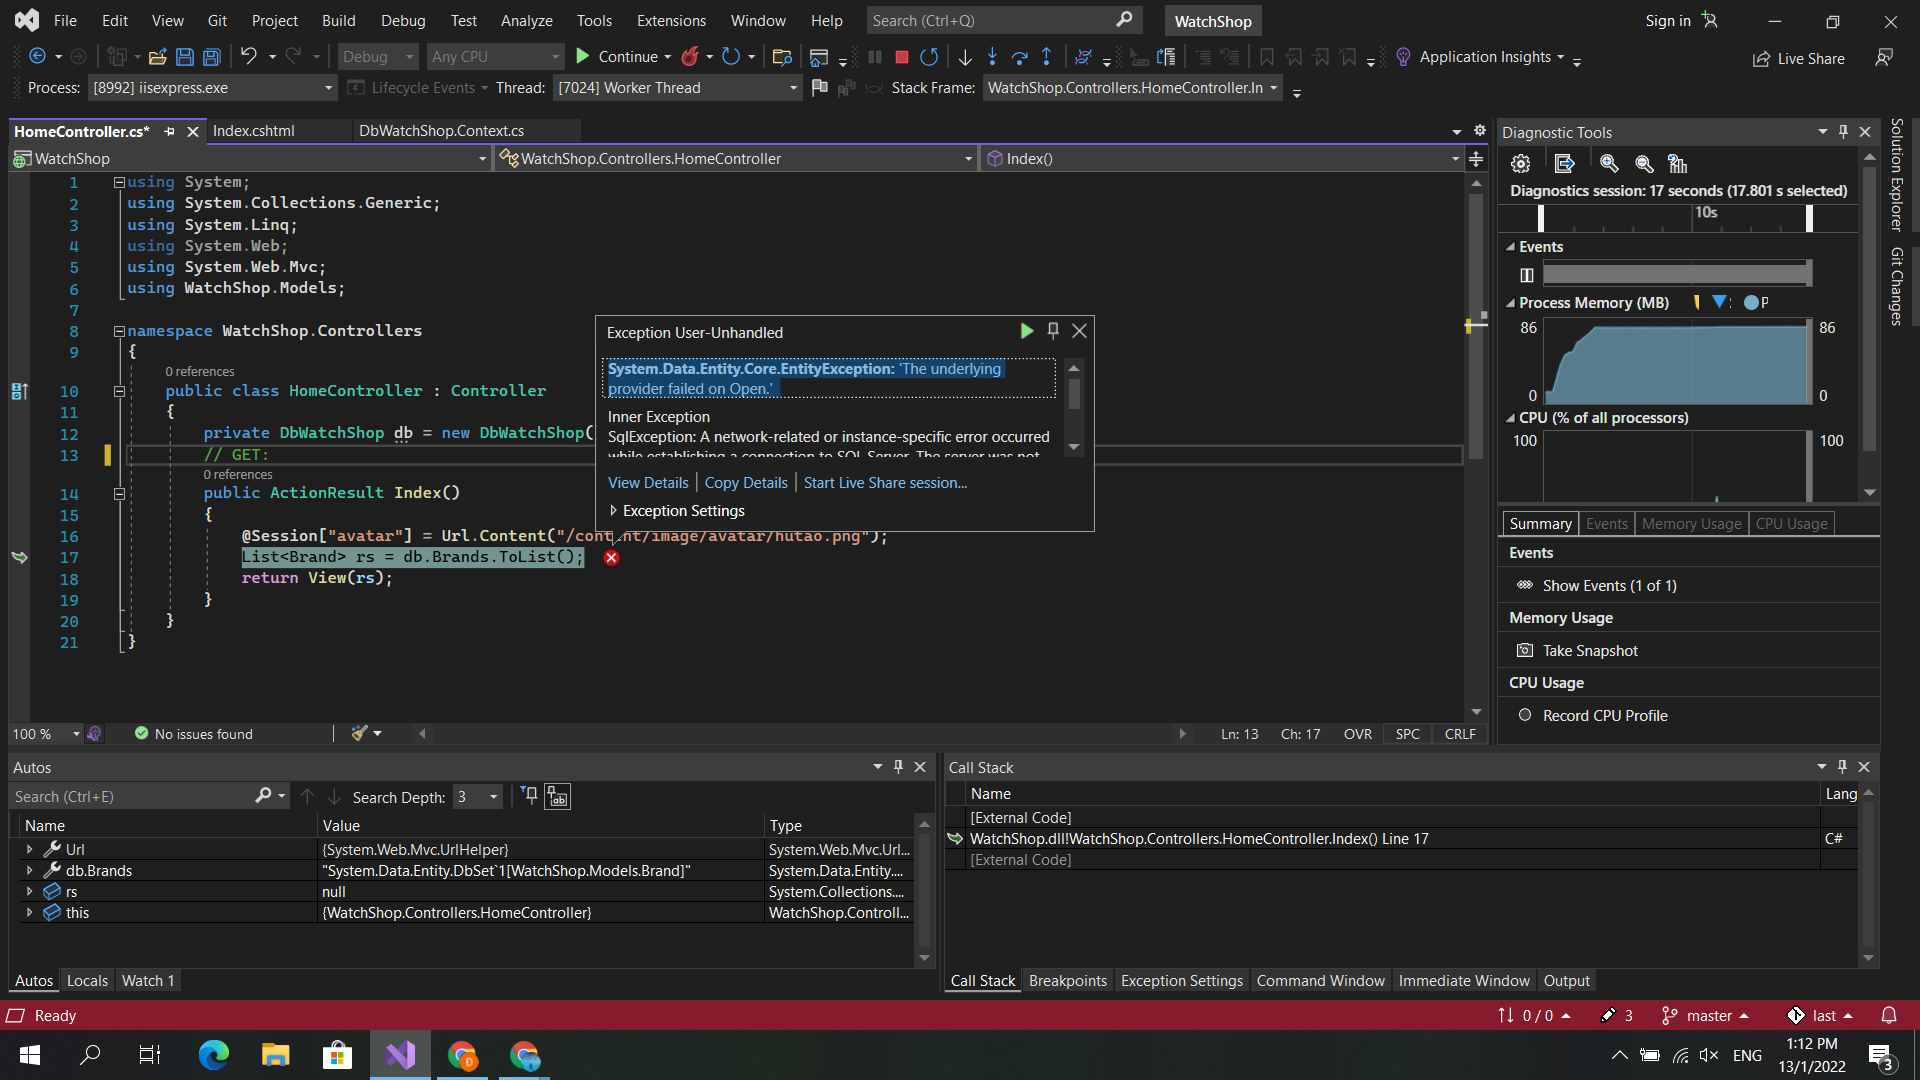 File Edit View Git Project Build Debug Test Analyze Tools Extensions Window Help Search (Ctrl+Q) WatchShop Sign in
Debug Any CPU Continue Application Insights Live Share
Process: [8992] iisexpress.exe Lifecycle Events Thread: [7024] Worker Thread Stack Frame: WatchShop.Controllers.HomeController.In
HomeController.cs* Index.cshtml DbWatchShop.Context.cs
WatchShop WatchShop.Controllers.HomeController Index()
1 using System;
2 using System.Collections.Generic;
3 using System.Linq;
4 using System.Web;
5 using System.Web.Mvc;
6 using WatchShop.Models;
7
8 namespace WatchShop.Controllers
9 {
0 references
10 public class HomeController : Controller
11 {
12 private DbWatchShop db = new DbWatchShop(
13 // GET:
0 references
14 public ActionResult Index()
15 {
16 @Session["avatar"] = Url.Content("/content/image/avatar/hutao.png");
17 List<Brand> rs = db.Brands.ToList();
18 return View(rs);
19 }
20 }
21 }
Exception User-Unhandled
System.Data.Entity.Core.EntityException: 'The underlying
provider failed on Open.'
Inner Exception
SqlException: A network-related or instance-specific error occurred
while establishing a connection to SQL Server. The server was not
View Details Copy Details Start Live Share session...
Exception Settings
100 % No issues found Ln: 13 Ch: 17 OVR SPC CRLF
Diagnostic Tools
Diagnostics session: 17 seconds (17.801 s selected)
10s
Events
Process Memory (MB) P
86 86
0 0
CPU (% of all processors)
100 100
Summary Events Memory Usage CPU Usage
Events
Show Events (1 of 1)
Memory Usage
Take Snapshot
CPU Usage
Record CPU Profile
Solution Explorer
Git Changes
Autos
Search (Ctrl+E) Search Depth: 3
Name Value Type
Url {System.Web.Mvc.UrlHelper} System.Web.Mvc.Url...
db.Brands "System.Data.Entity.DbSet`1[WatchShop.Models.Brand]" System.Data.Entity....
rs null System.Collections....
this {WatchShop.Controllers.HomeController} WatchShop.Controll...
Autos Locals Watch 1
Call Stack
Name Lang
[External Code]
WatchShop.dll!WatchShop.Controllers.HomeController.Index() Line 17 C#
[External Code]
Call Stack Breakpoints Exception Settings Command Window Immediate Window Output
Ready 0 / 0 3 master last
ENG 1:12 PM
13/1/2022 3